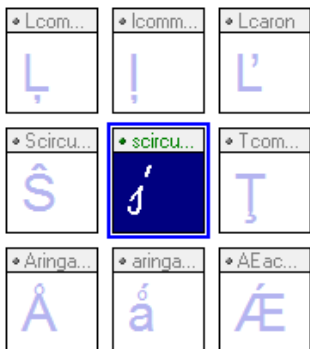 • Lcom... • lcomm... • Lcaron
Ļ ļ Ľ
• Scircu... • scircu... • Tcom...
Ŝ Ţ
• Aringa... • aringa... • AEac...
Å ǻ Ǽ